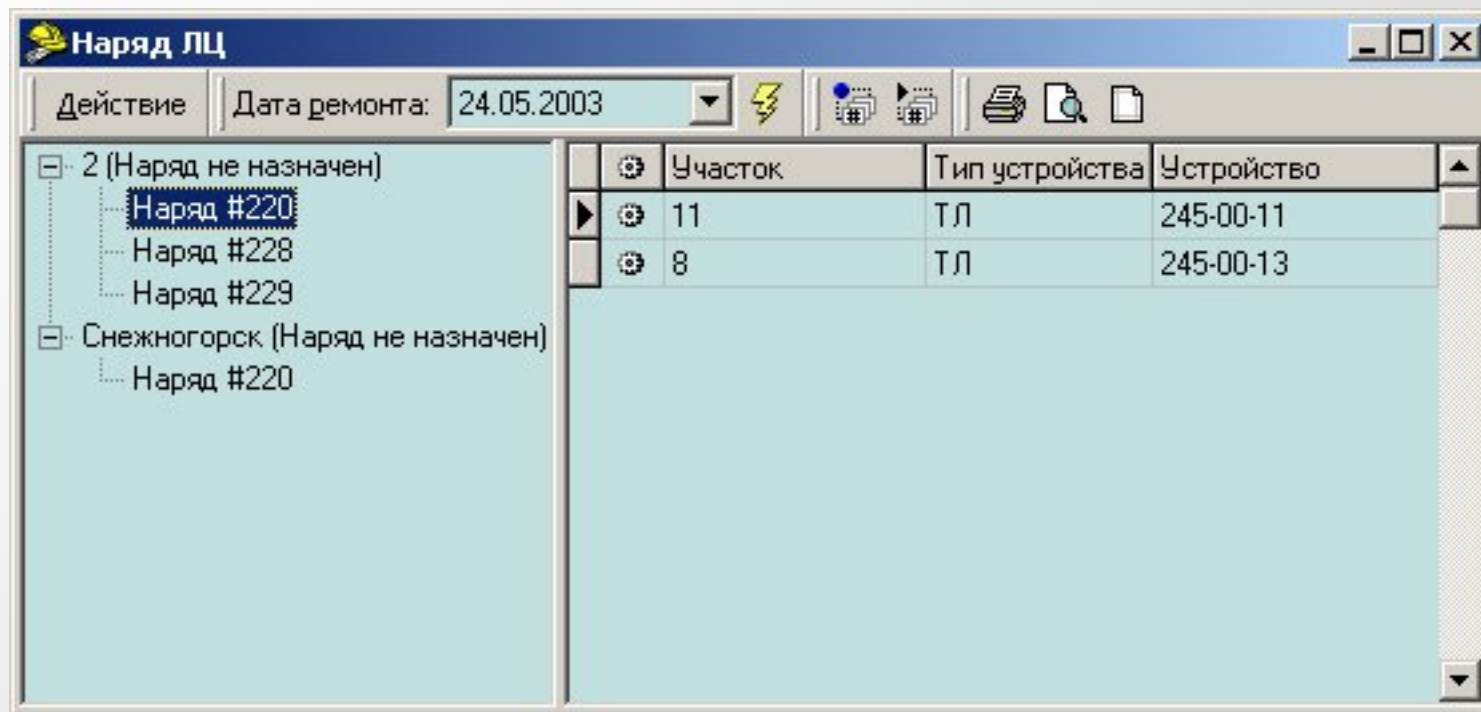 Наряд ЛЦ
Действие Дата ремонта: 24.05.2003
2 (Наряд не назначен)
Наряд #220
Наряд #228
Наряд #229
Снежногорск (Наряд не назначен)
Наряд #220
Участок Тип устройства Устройство
11 ТЛ 245-00-11
8 ТЛ 245-00-13